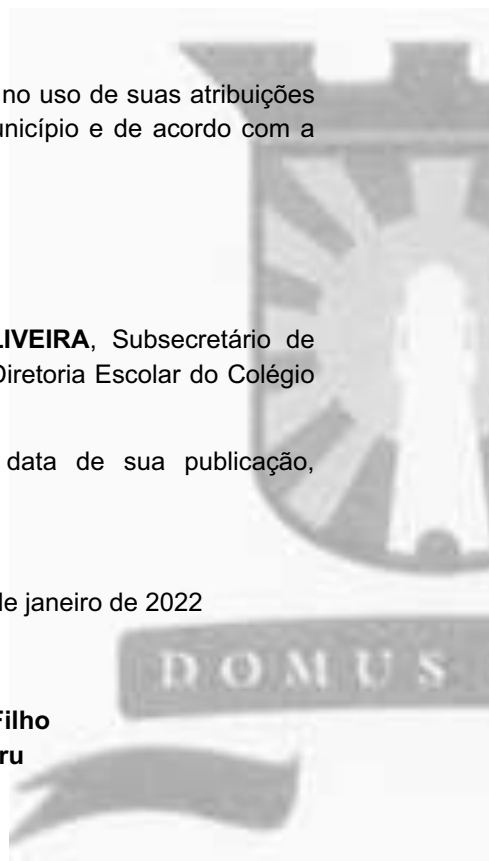 no uso de suas atribuições
unicípio e de acordo com a
LIVEIRA, Subsecretário de
Diretoria Escolar do Colégio
data de sua publicação,
de janeiro de 2022
DOMUS
Filho
ru